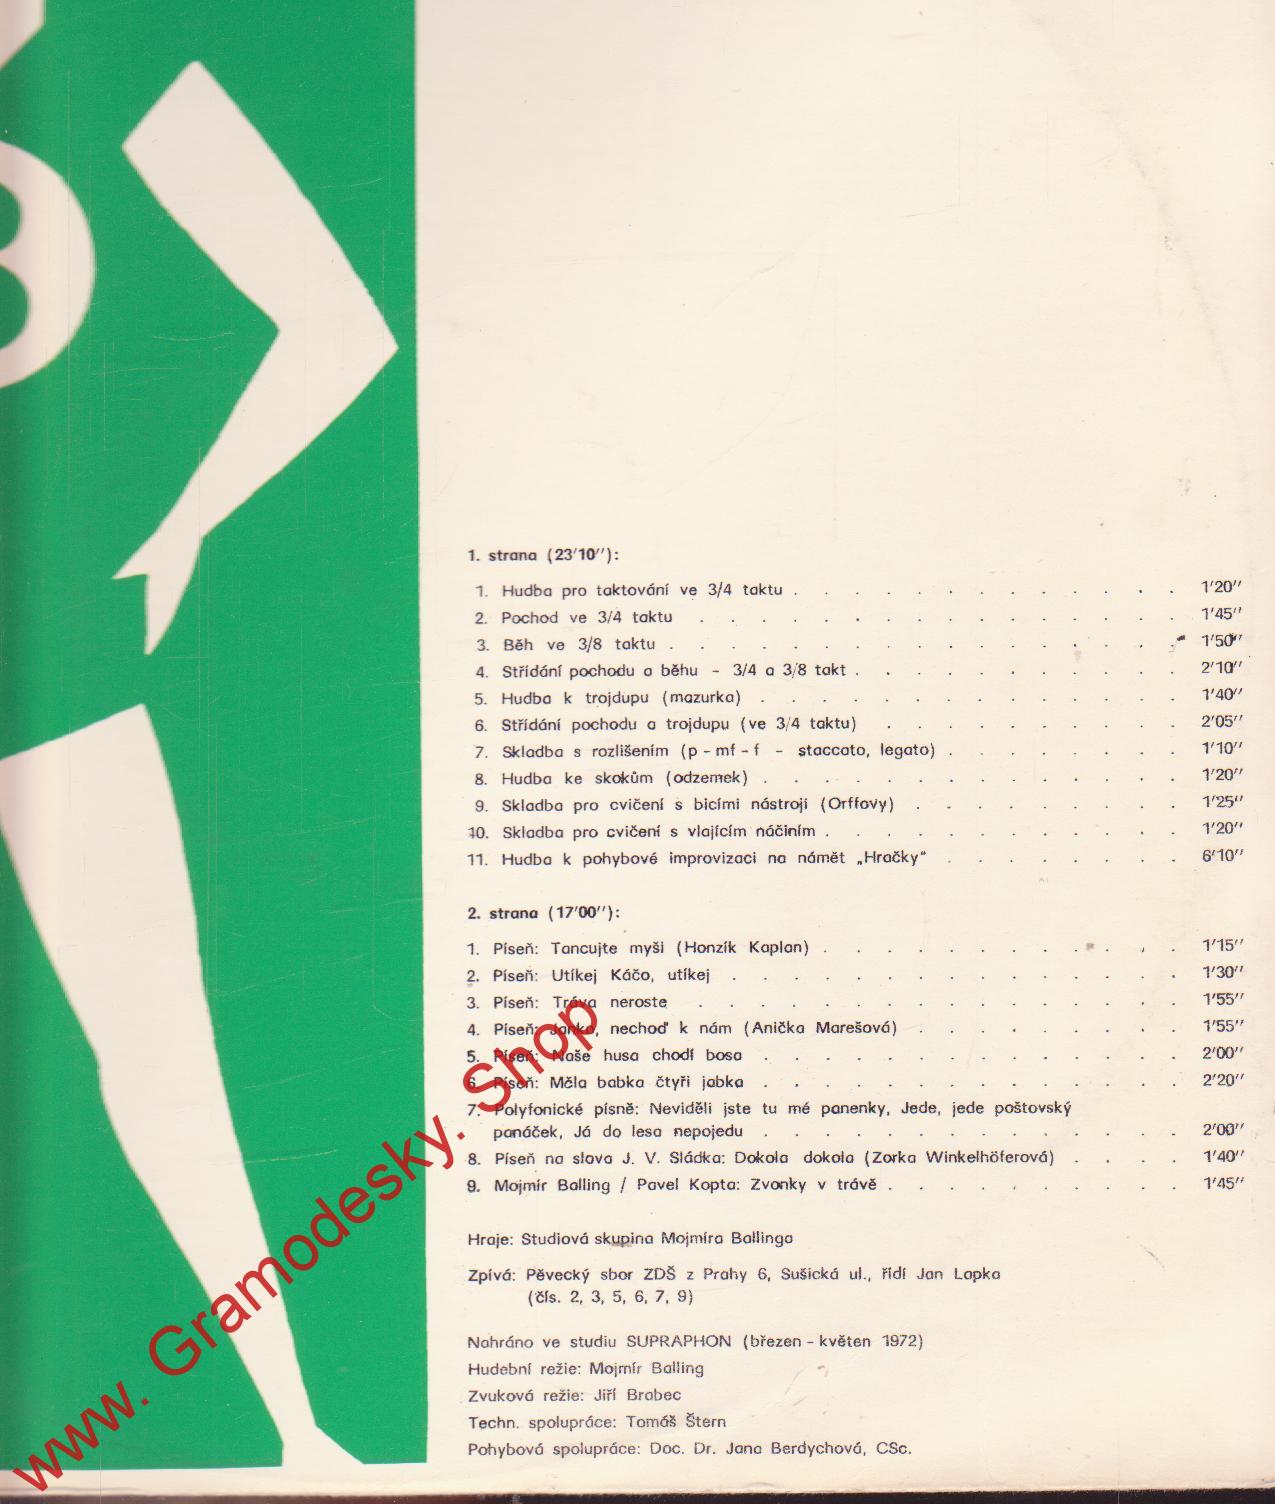 1. strana (23'10''):
1. Hudba pro taktování ve 3/4 taktu . . . . . . . . . . . . . 1'20''
2. Pochod ve 3/4 taktu . . . . . . . . . . . . . . . . 1'45''
3. Běh ve 3/8 taktu . . . . . . . . . . . . . . . . . 1'50''
4. Střídání pochodu a běhu - 3/4 a 3/8 takt . . . . . . . . . . . 2'10''
5. Hudba k trojdupu (mazurka) . . . . . . . . . . . . . . 1'40''
6. Střídání pochodu a trojdupu (ve 3/4 taktu) . . . . . . . . . . 2'05''
7. Skladba s rozlišením (p - mf - f - staccato, legato) . . . . . . . . 1'10''
8. Hudba ke skokům (odzemek) . . . . . . . . . . . . . . 1'20''
9. Skladba pro cvičení s bicími nástroji (Orffovy) . . . . . . . . . 1'25''
10. Skladba pro cvičení s vlajícím náčiním . . . . . . . . . . . . 1'20''
11. Hudba k pohybové improvizaci na námět „Hračky" . . . . . . . . 6'10''
2. strana (17'00''):
1. Píseň: Tancujte myši (Honzík Kaplan) . . . . . . . . . . . . 1'15''
2. Píseň: Utíkej Káčo, utíkej . . . . . . . . . . . . . . . 1'30''
3. Píseň: Tráva neroste . . . . . . . . . . . . . . . . 1'55''
4. Píseň: Janko, nechoď k nám (Anička Marešová) . . . . . . . . . 1'55''
5. Píseň: Naše husa chodí bosa . . . . . . . . . . . . . . 2'00''
6. Píseň: Měla babka čtyři jabka . . . . . . . . . . . . . . 2'20''
7. Polyfonické písně: Neviděli jste tu mé panenky, Jede, jede poštovský
panáček, Já do lesa nepojedu . . . . . . . . . . . . . . 2'00''
8. Píseň na slova J. V. Sládka: Dokola dokola (Zorka Winkelhöferová) . . . . 1'40''
9. Mojmír Balling / Pavel Kopta: Zvonky v trávě . . . . . . . . . . 1'45''
Hraje: Studiová skupina Mojmíra Ballinga
Zpívá: Pěvecký sbor ZDŠ z Prahy 6, Sušická ul., řídí Jan Lapka
(čís. 2, 3, 5, 6, 7, 9)
Nahráno ve studiu SUPRAPHON (březen - květen 1972)
Hudební režie: Mojmír Balling
Zvuková režie: Jiří Brabec
Techn. spolupráce: Tomáš Štern
Pohybová spolupráce: Doc. Dr. Jana Berdychová, CSc.
www. Gramodesky. Shop